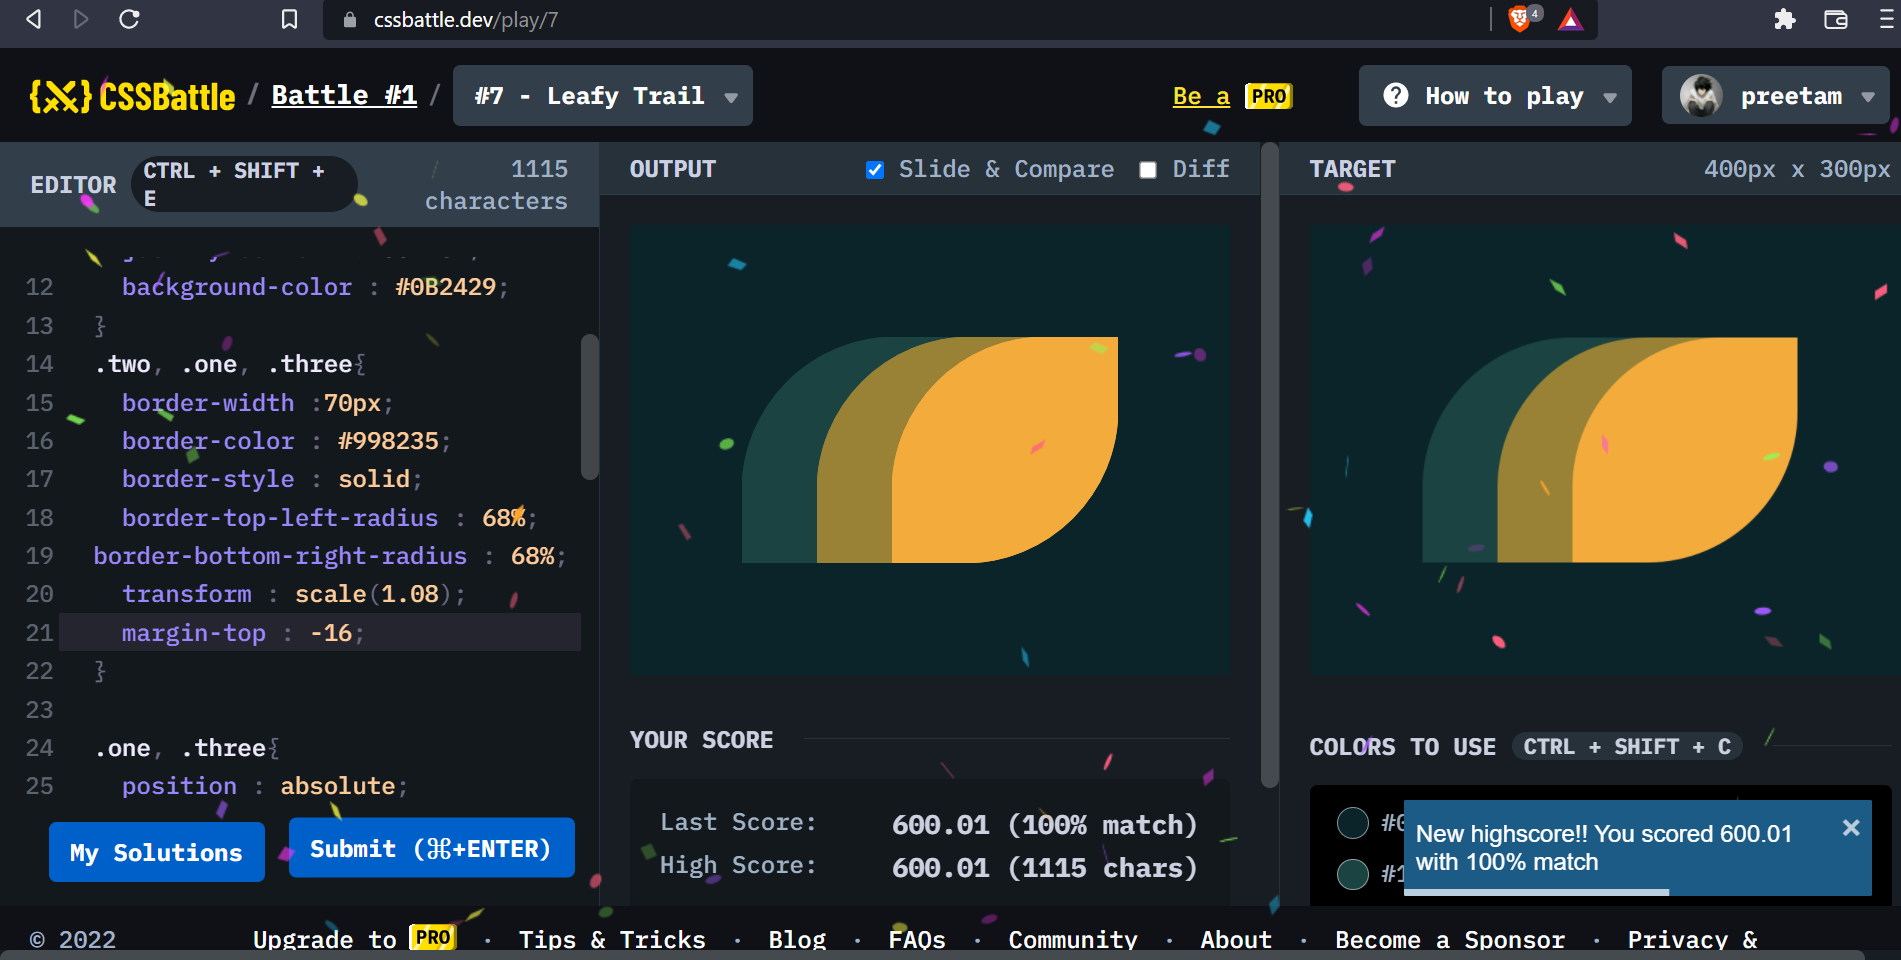 cssbattle.dev/play/7
4
{CSSBattle / Battle #1 / #7 - Leafy Trail
Be a PRO
How to play
preetam
EDITOR CTRL + SHIFT + E
1115 characters
OUTPUT
Slide & Compare
Diff
TARGET
400px x 300px
12 background-color : #0B2429;
13 }
14 .two, .one, .three{
15 border-width :70px;
16 border-color : #998235;
17 border-style : solid;
18 border-top-left-radius : 68%;
19 border-bottom-right-radius : 68%;
20 transform : scale(1.08);
21 margin-top : -16;
22 }
23
24 .one, .three{
25 position : absolute;
My Solutions
Submit (⌘+ENTER)
YOUR SCORE
Last Score: 600.01 (100% match)
High Score: 600.01 (1115 chars)
COLORS TO USE CTRL + SHIFT + C
#0
#1
New highscore!! You scored 600.01
with 100% match
© 2022
Upgrade to PRO · Tips & Tricks · Blog · FAQs · Community · About · Become a Sponsor · Privacy &